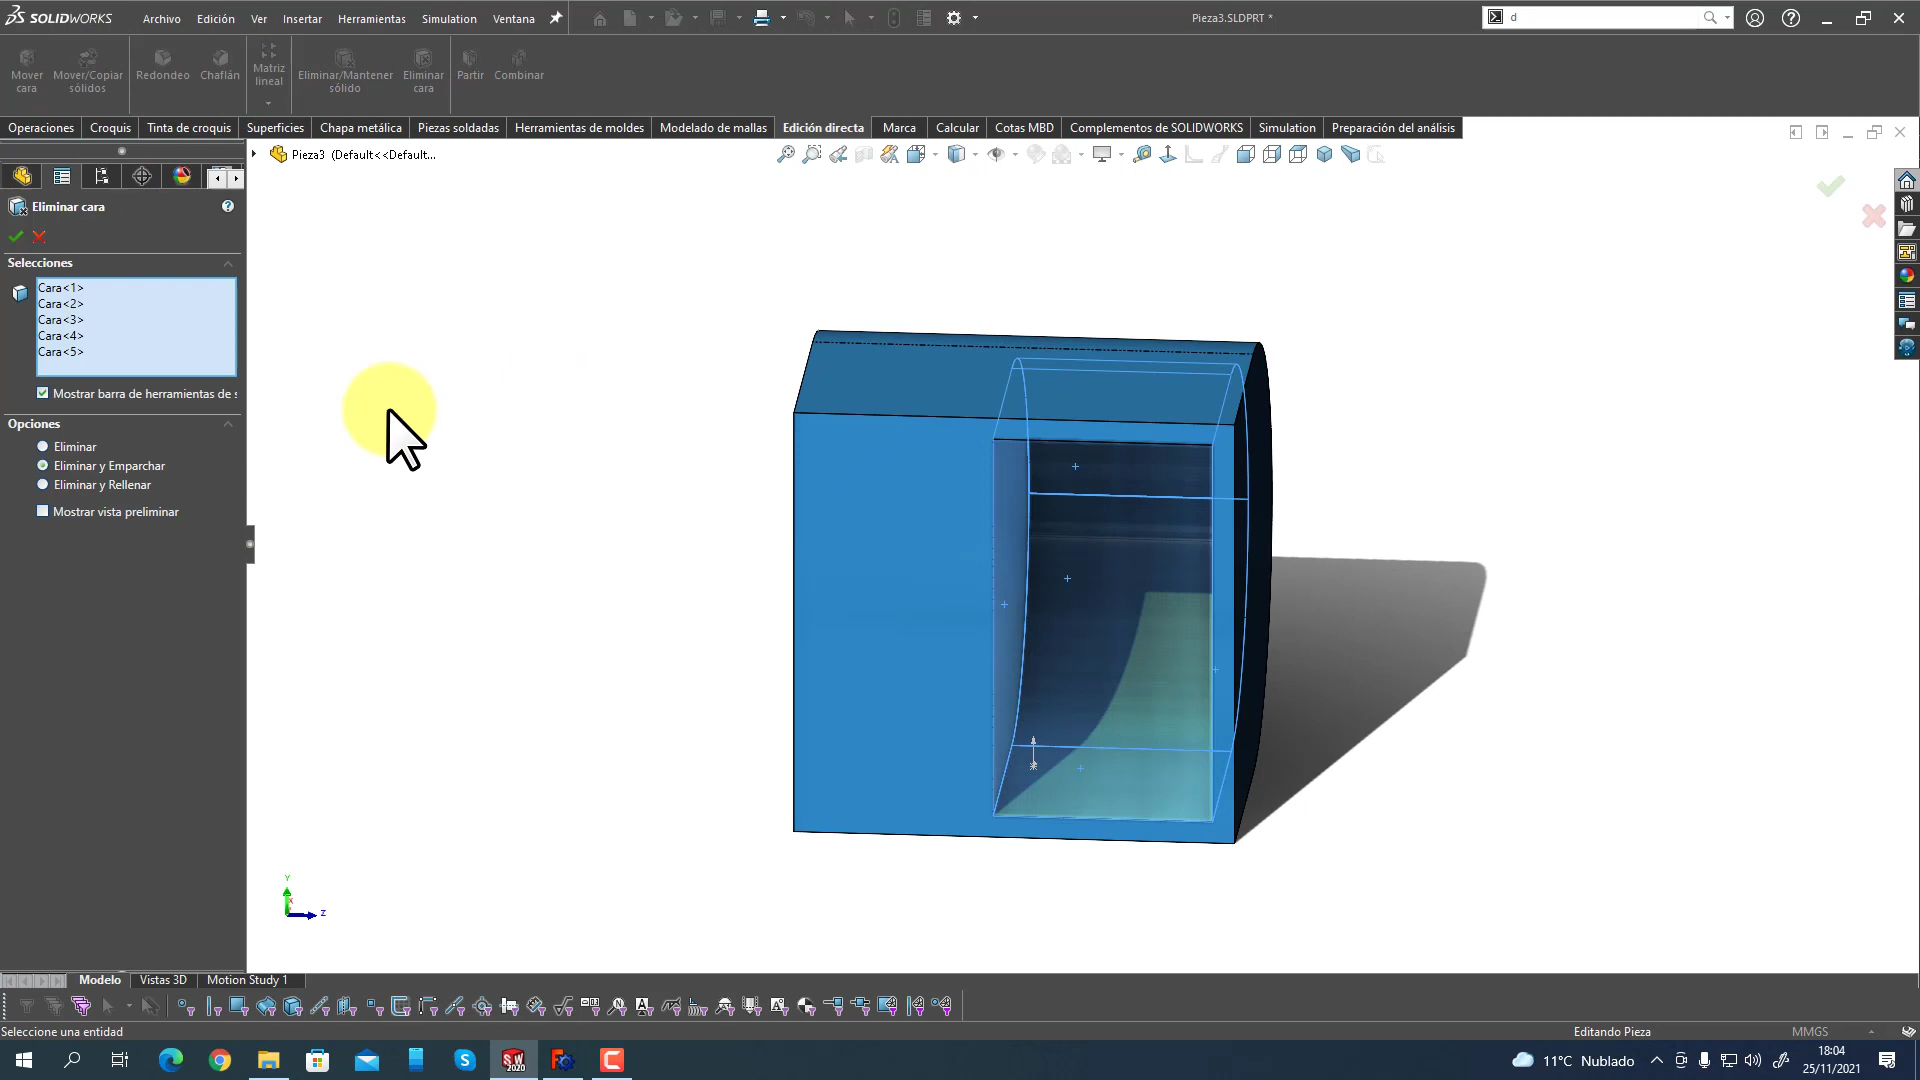 SOLIDWORKS Archivo Edición Ver Insertar Herramientas Simulation Ventana Pieza3.SLDPRT * d
Mover cara
Mover/Copiar sólidos
Redondeo
Chaflán
Matriz lineal
Eliminar/Mantener sólido
Eliminar cara
Partir
Combinar
Operaciones Croquis Tinta de croquis Superficies Chapa metálica Piezas soldadas Herramientas de moldes Modelado de mallas Edición directa Marca Calcular Cotas MBD Complementos de SOLIDWORKS Simulation Preparación del análisis
Pieza3 (Default<<Default...
Eliminar cara
Selecciones
Cara<1>
Cara<2>
Cara<3>
Cara<4>
Cara<5>
Mostrar barra de herramientas de s
Opciones
Eliminar
Eliminar y Emparchar
Eliminar y Rellenar
Mostrar vista preliminar
Y
Z
Modelo Vistas 3D Motion Study 1
Seleccione una entidad Editando Pieza MMGS
SW 2020
11°C Nublado
18:04
25/11/2021